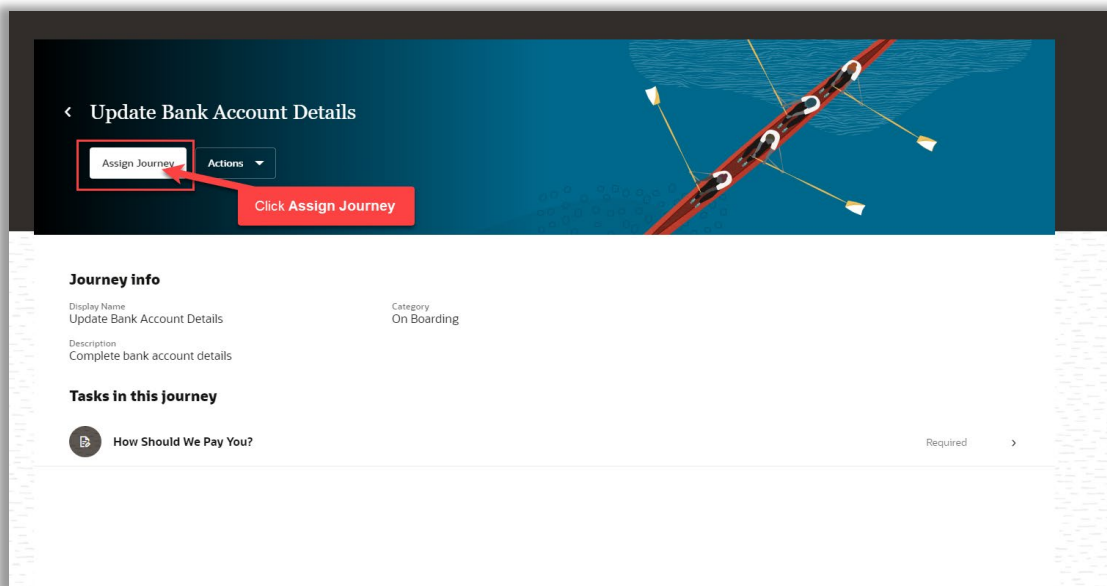 Update Bank Account Details
Assign Journey Actions
Click Assign Journey
Journey info
Display Name Category
Update Bank Account Details On Boarding
Description
Complete bank account details
Tasks in this journey
How Should We Pay You? Required